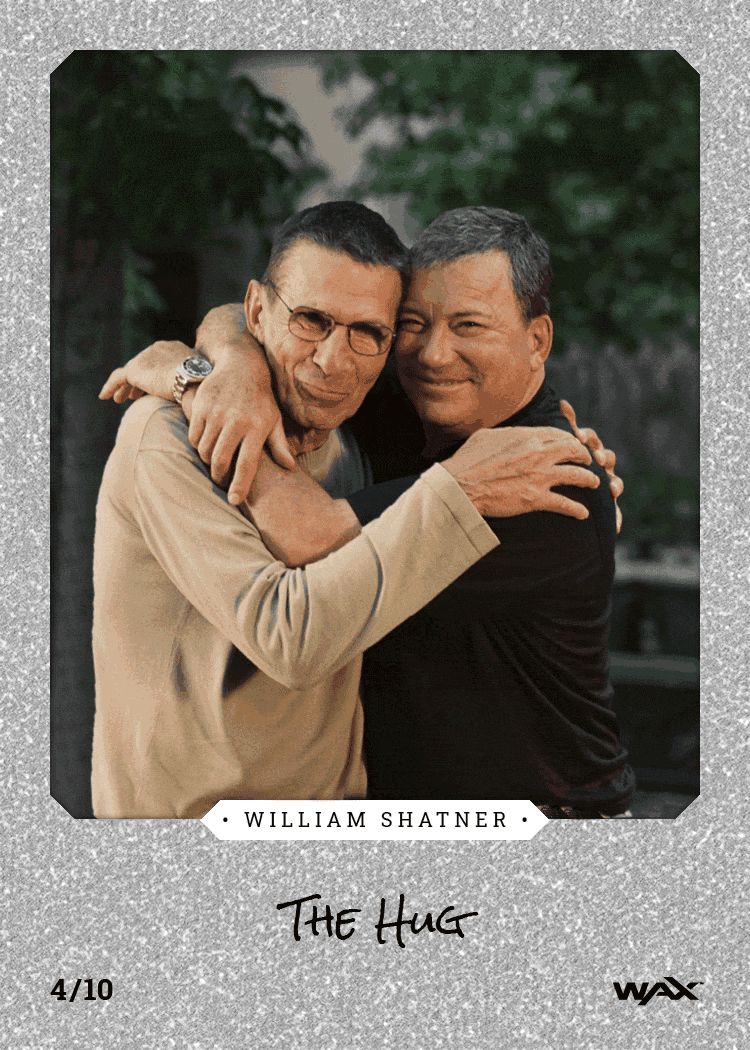 · WILLIAM SHATNER ·
THE HUG
4/10
WAX